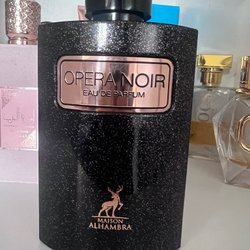 OPERA NOIR
EAU DE PARFUM
MAISON
ALHAMBRA